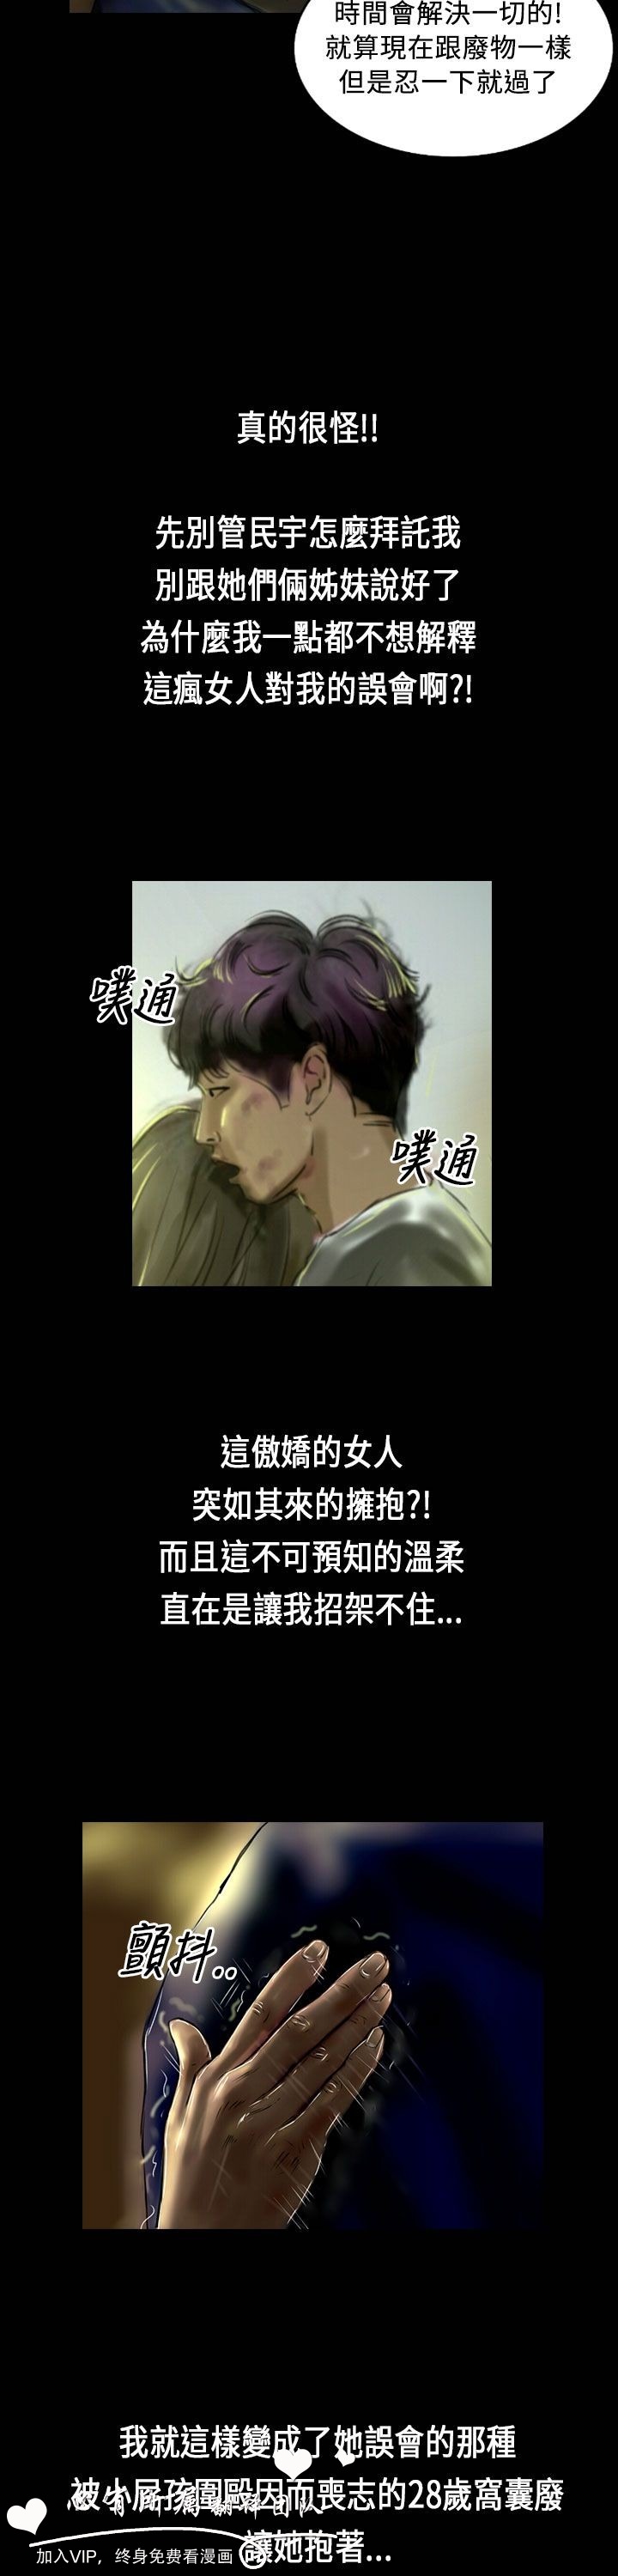 時間會解決一切的!
就算現在跟廢物一樣
但是忍一下就過了
真的很怪!!
先別管民宇怎麼拜託我
別跟她們倆姊妹說好了
為什麼我一點都不想解釋
這瘋女人對我的誤會啊?!
噗通
噗通
這傲嬌的女人
突如其來的擁抱?!
而且這不可預知的溫柔
直在是讓我招架不住...
顫抖..
我就這樣變成了她誤會的那種
被小屁孩圍毆因而喪志的28歲窩囊廢
讓她抱著...
加入VIP，终身免费看漫画